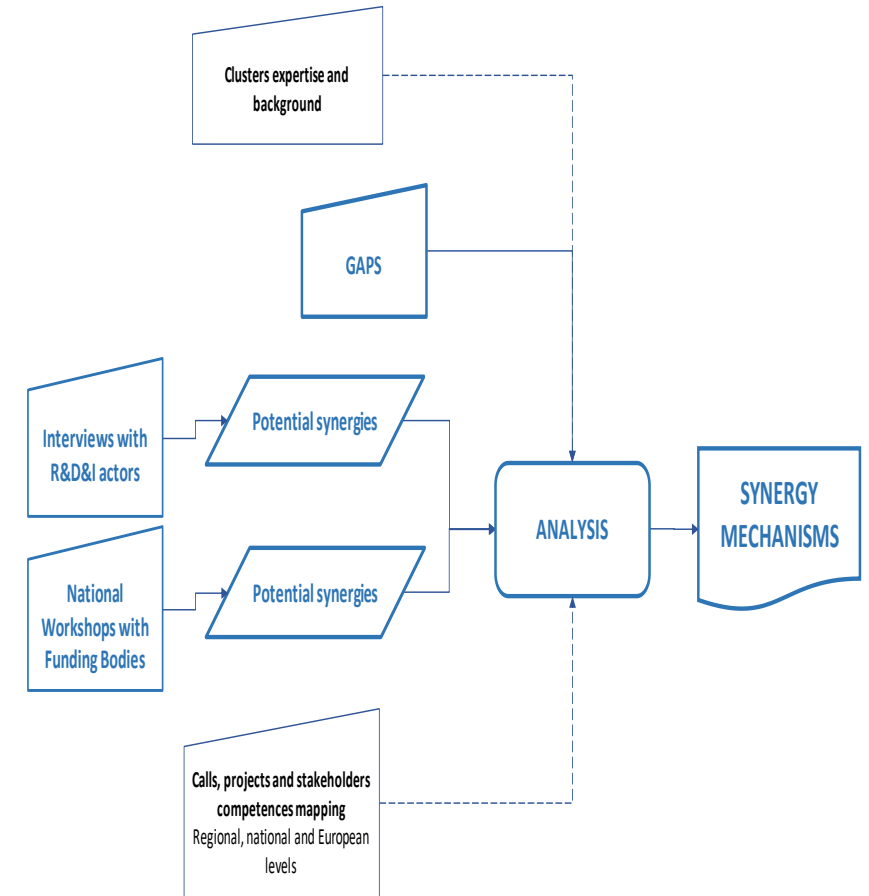 Clusters expertise and
background
GAPS
Interviews with
R&D&I actors
Potential synergies
National
Workshops with
Funding Bodies
Potential synergies
ANALYSIS
SYNERGY
MECHANISMS
Calls, projects and stakeholders
competences mapping
Regional, national and European
levels